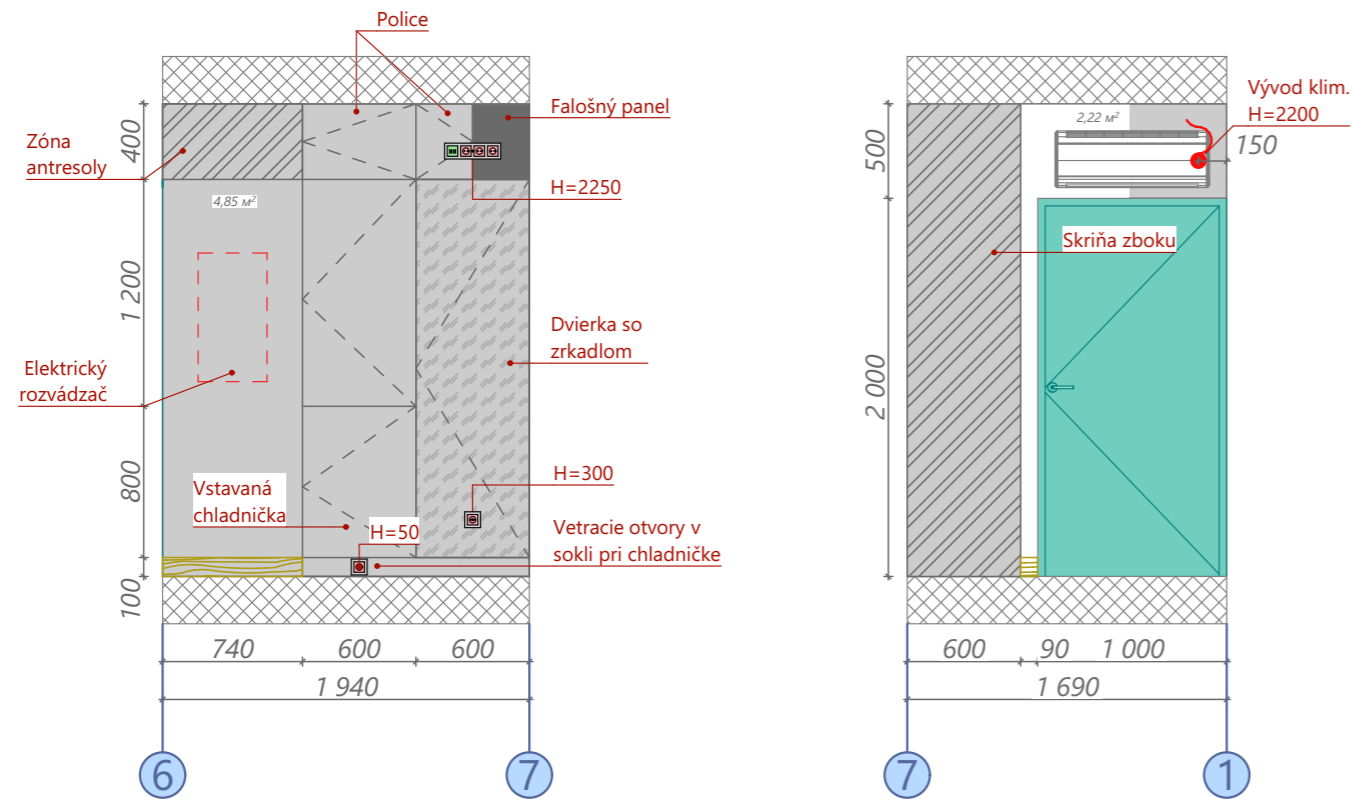 Police
Falošný panel
Zóna
antresoly
400
H=2250
4,85 м²
1 200
Dvierka so
zrkadlom
Elektrický
rozvádzač
800
Vstavaná
chladnička
H=300
H=50
Vetracie otvory v
sokli pri chladničke
100
740
600
600
1 940
6
7
Vývod klim.
H=2200
2,22 м²
150
500
Skriňa zboku
2 000
600
90
1 000
1 690
7
1